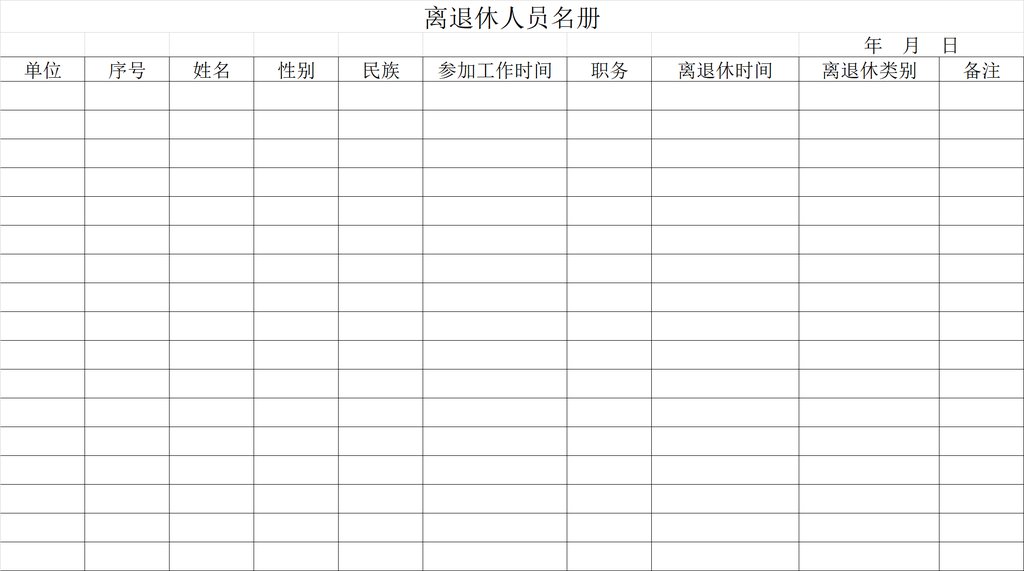 离退休人员名册
年 月 日
单位 序号 姓名 性别 民族 参加工作时间 职务 离退休时间 离退休类别 备注